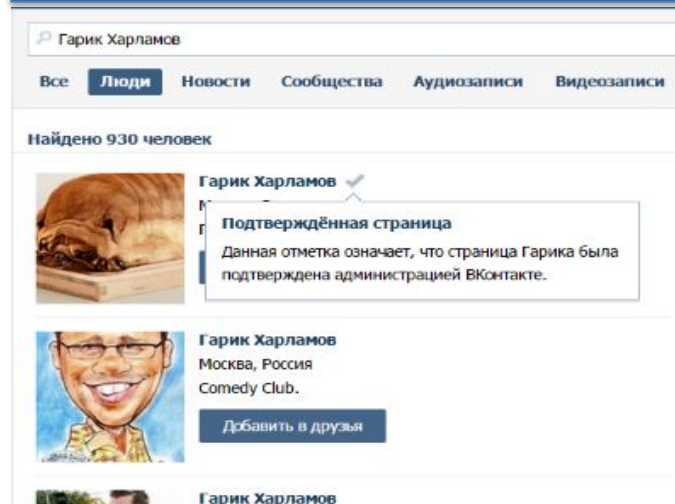 Гарик Харламов
Все Люди Новости Сообщества Аудиозаписи Видеозаписи
Найдено 930 человек
Гарик Харламов
Подтверждённая страница
Данная отметка означает, что страница Гарика была
подтверждена администрацией ВКонтакте.
Гарик Харламов
Москва, Россия
Comedy Club.
Добавить в друзья
Гарик Харламов